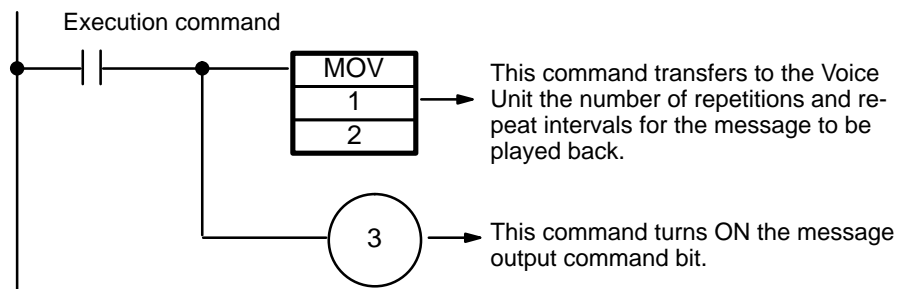 Execution command
MOV
1
2
This command transfers to the Voice
Unit the number of repetitions and re-
peat intervals for the message to be
played back.
3
This command turns ON the message
output command bit.